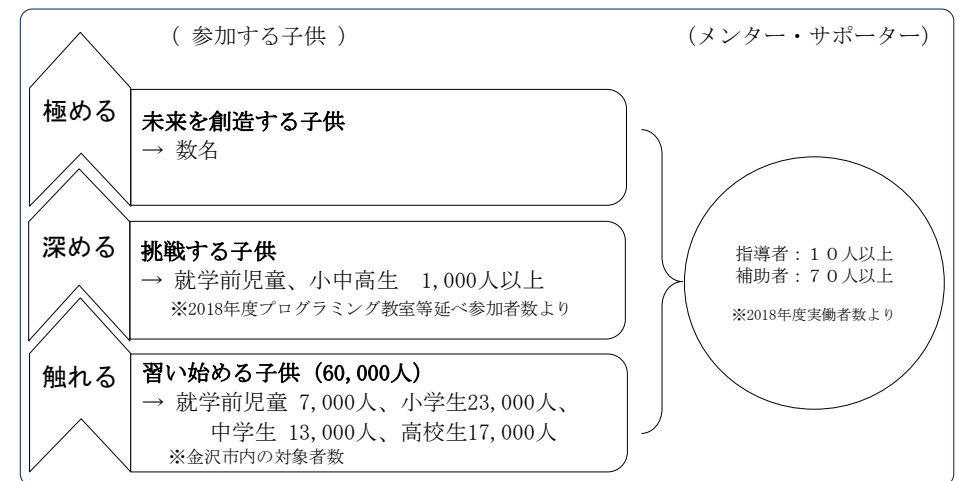 ( 参加する子供 )
(メンター・サポーター)
極める
未来を創造する子供
→ 数名
深める
挑戦する子供
→ 就学前児童、小中高生 1,000人以上
※2018年度プログラミング教室等延べ参加者数より
触れる
習い始める子供 (60,000人)
→ 就学前児童 7,000人、小学生23,000人、
中学生 13,000人、高校生17,000人
※金沢市内の対象者数
指導者：１０人以上
補助者：７０人以上
※2018年度実働者数より